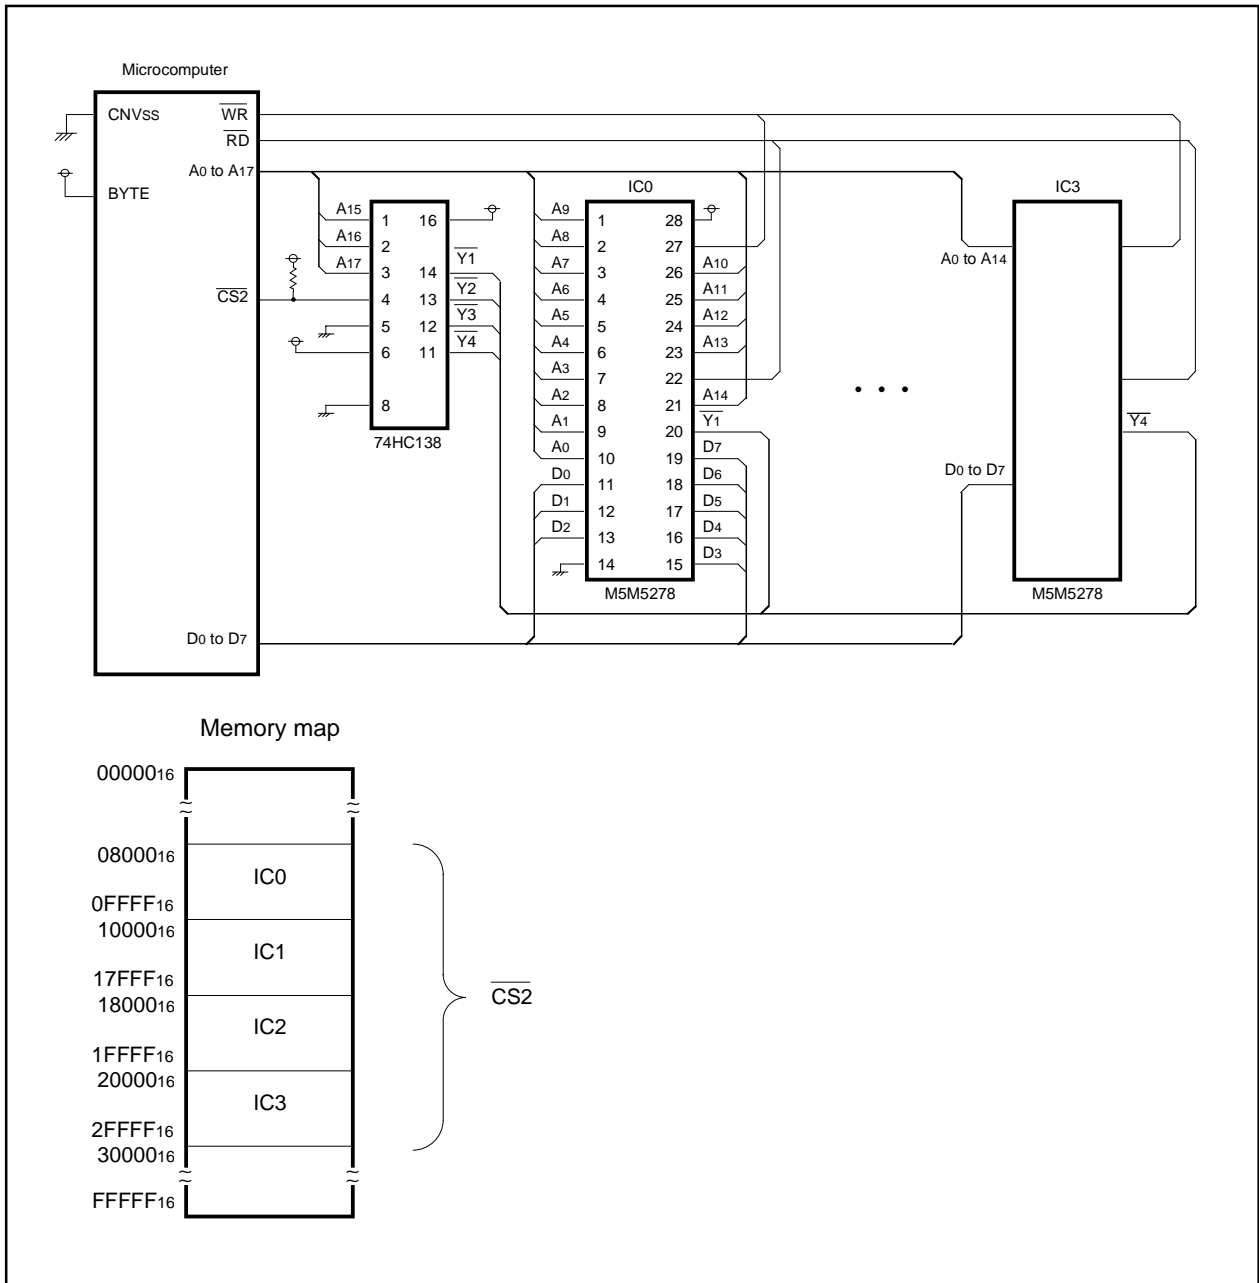 Microcomputer
CNVSS
WR
RD
A0 to A17
BYTE
CS2
D0 to D7
A15
A16
A17
1
2
3
4
5
6
8
16
14
13
12
11
Y1
Y2
Y3
Y4
74HC138
IC0
A9
A8
A7
A6
A5
A4
A3
A2
A1
A0
D0
D1
D2
1
2
3
4
5
6
7
8
9
10
11
12
13
14
28
27
26
25
24
23
22
21
20
19
18
17
16
15
A10
A11
A12
A13
A14
Y1
D7
D6
D5
D4
D3
M5M5278
• • •
IC3
A0 to A14
D0 to D7
Y4
M5M5278
Memory map
0000016
0800016
IC0
0FFFF16
1000016
IC1
17FFF16
1800016
IC2
1FFFF16
2000016
IC3
2FFFF16
3000016
FFFFF16
CS2